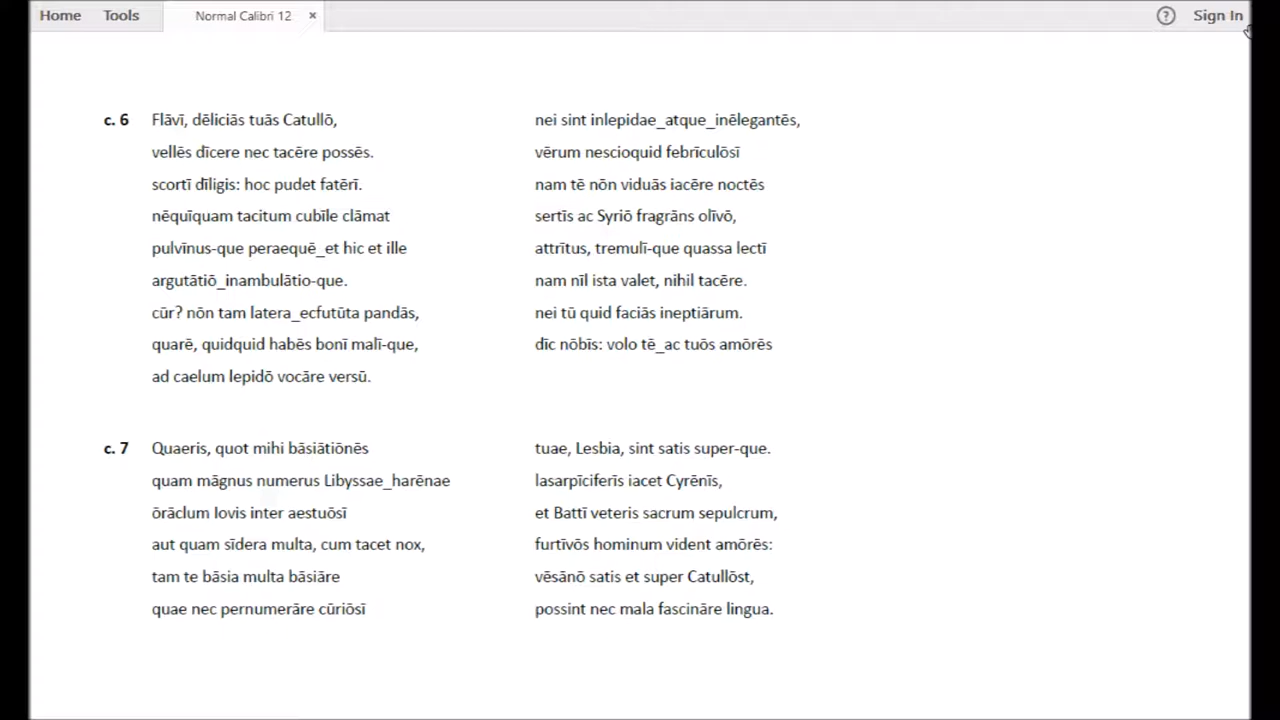 Home
Tools
Normal Calibri 12
×
?
Sign In
c. 6 Flāvī, dēliciās tuās Catullō,
nei sint inlepidae_atque_inēlegantēs,
vellēs dīcere nec tacēre possēs.
vērum nescioquid febrīculōsī
scortī dīligis: hoc pudet fatērī.
nam tē nōn viduās iacēre noctēs
nēquīquam tacitum cubīle clāmat
sertīs ac Syriō fragrāns olīvō,
pulvīnus-que peraequē_et hic et ille
attrītus, tremulī-que quassa lectī
argutātiō_inambulātio-que.
nam nīl ista valet, nihil tacēre.
cūr? nōn tam latera_ecfutūta pandās,
nei tū quid faciās ineptiārum.
quarē, quidquid habēs bonī malī-que,
dīc nōbīs: volo tē_ac tuōs amōrēs
ad caelum lepidō vocāre versū.
c. 7 Quaeris, quot mihi bāsiātiōnēs
tuae, Lesbia, sint satis super-que.
quam māgnus numerus Libyssae_harēnae
lasarpīciferīs iacet Cyrēnīs,
ōrāclum Iovis inter aestuōsī
et Battī veteris sacrum sepulcrum,
aut quam sīdera multa, cum tacet nox,
furtīvōs hominum vident amōrēs:
tam te bāsia multa bāsiāre
vēsānō satis et super Catullōst,
quae nec pernumerāre cūriōsī
possint nec mala fascināre lingua.